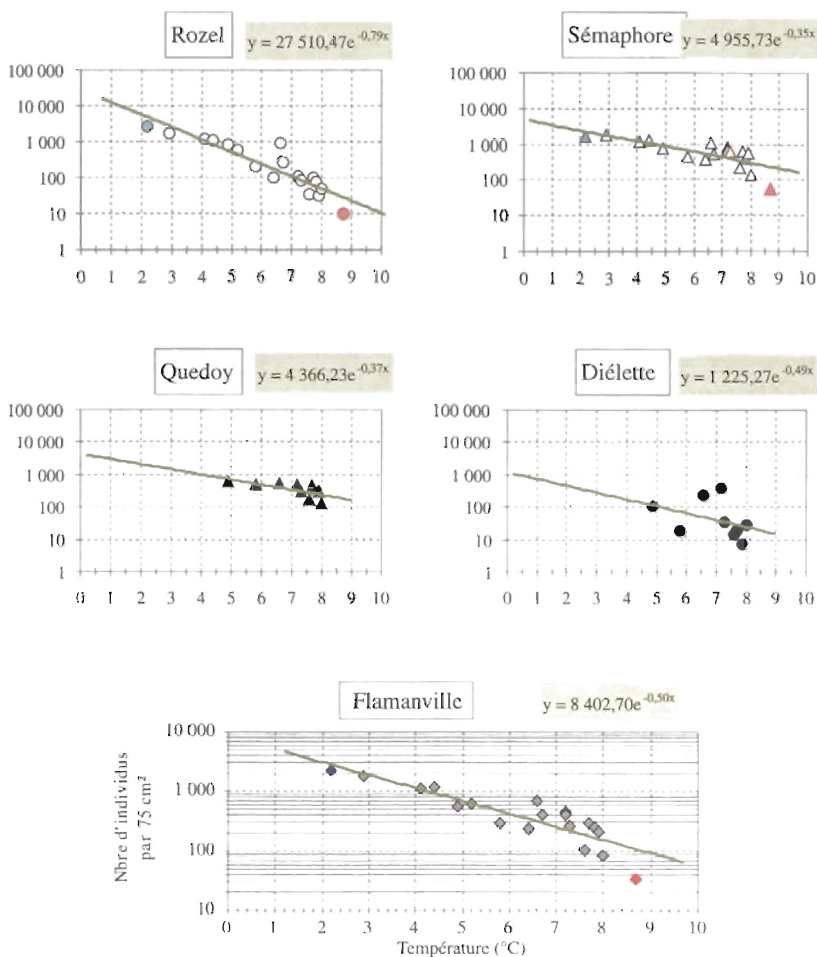 Rozel
y = 27 510,47e-0,79x
100 000
10 000
1 000
100
10
1
0 1 2 3 4 5 6 7 8 9 10
Sémaphore
y = 4 955,73e-0,35x
100 000
10 000
1 000
100
10
1
0 1 2 3 4 5 6 7 8 9 10
Quedoy
y = 4 366,23e-0,37x
100 000
10 000
1 000
100
10
1
0 1 2 3 4 5 6 7 8 9 10
Diélette
y = 1 225,27e-0,49x
100 000
10 000
1 000
100
10
1
0 1 2 3 4 5 6 7 8 9 10
Flamanville
y = 8 402,70e-0,50x
Nbre d'individus
par 75 cm²
10 000
1 000
100
10
0 1 2 3 4 5 6 7 8 9 10
Température (°C)